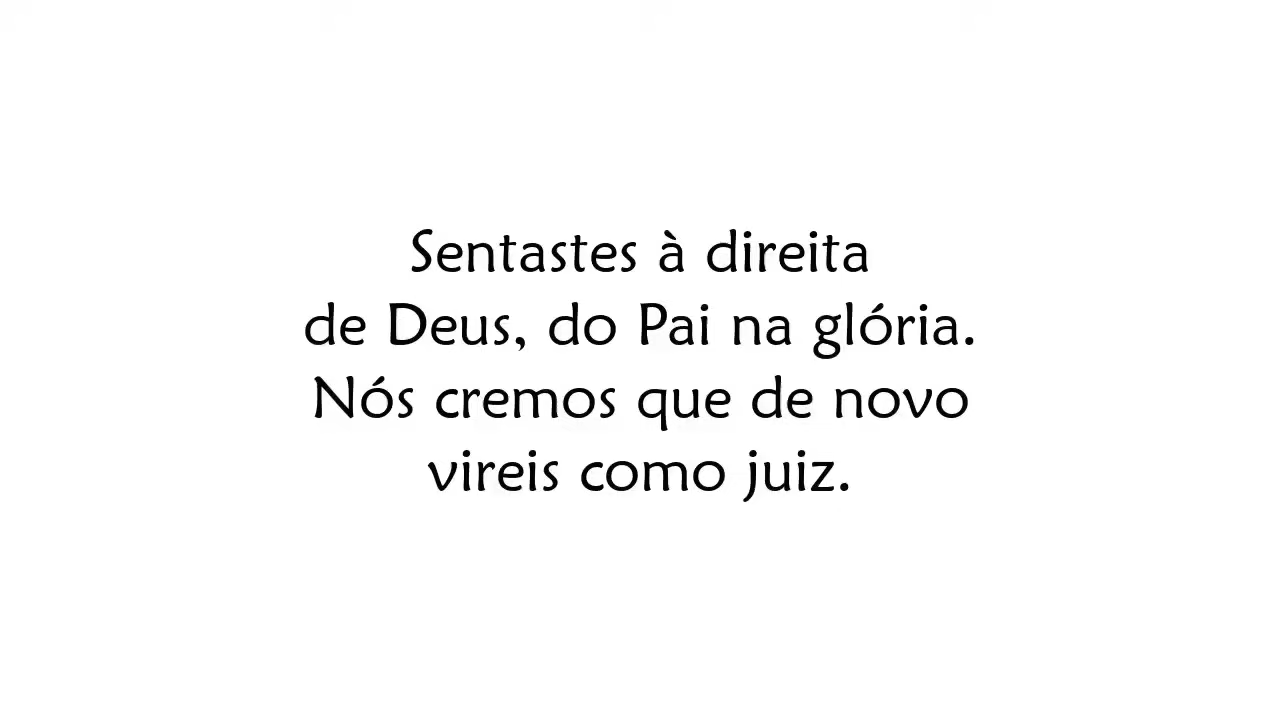 Sentastes à direita
de Deus, do Pai na glória.
Nós cremos que de novo
vireis como juiz.